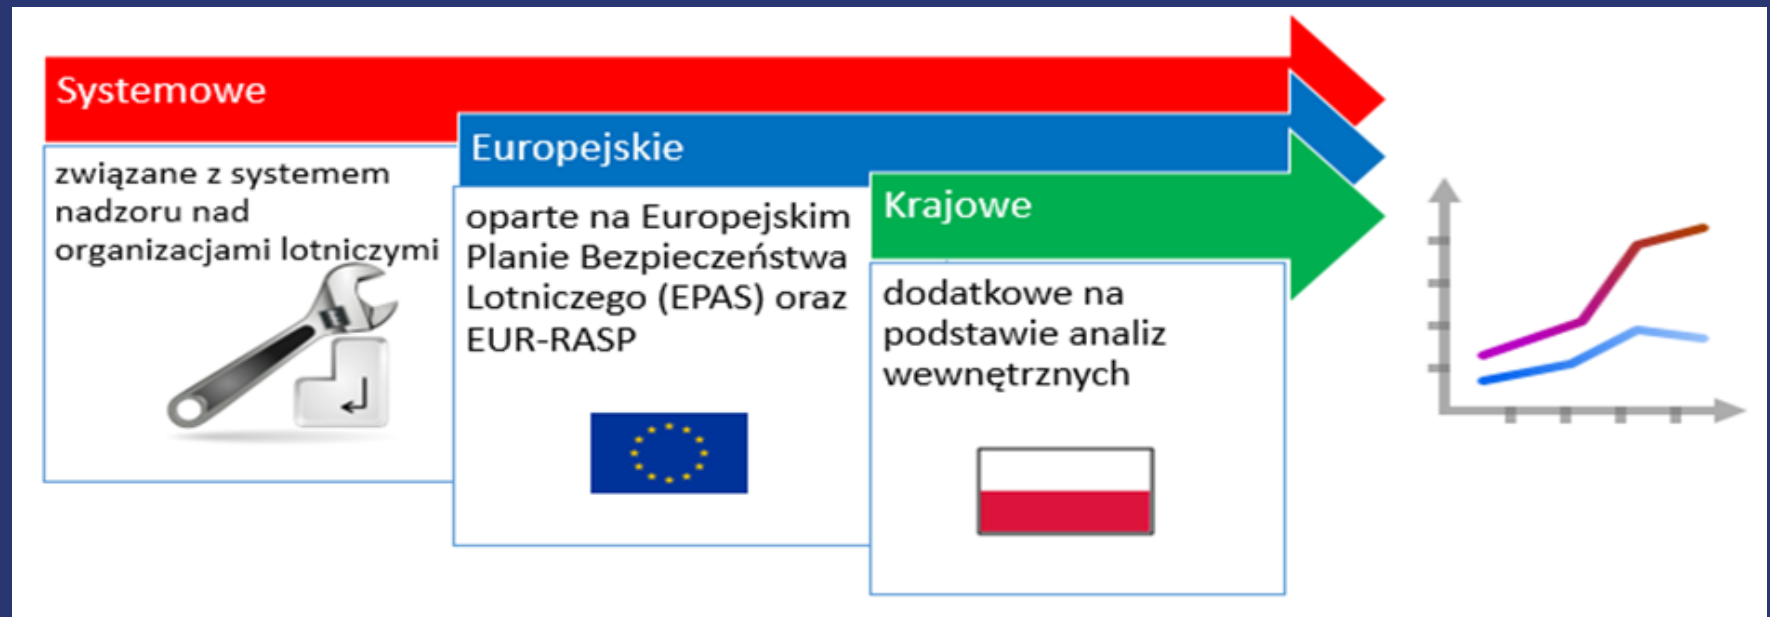 Systemowe
związane z systemem
nadzoru nad
organizacjami lotniczymi
Europejskie
oparte na Europejskim
Planie Bezpieczeństwa
Lotniczego (EPAS) oraz
EUR-RASP
Krajowe
dodatkowe na
podstawie analiz
wewnętrznych